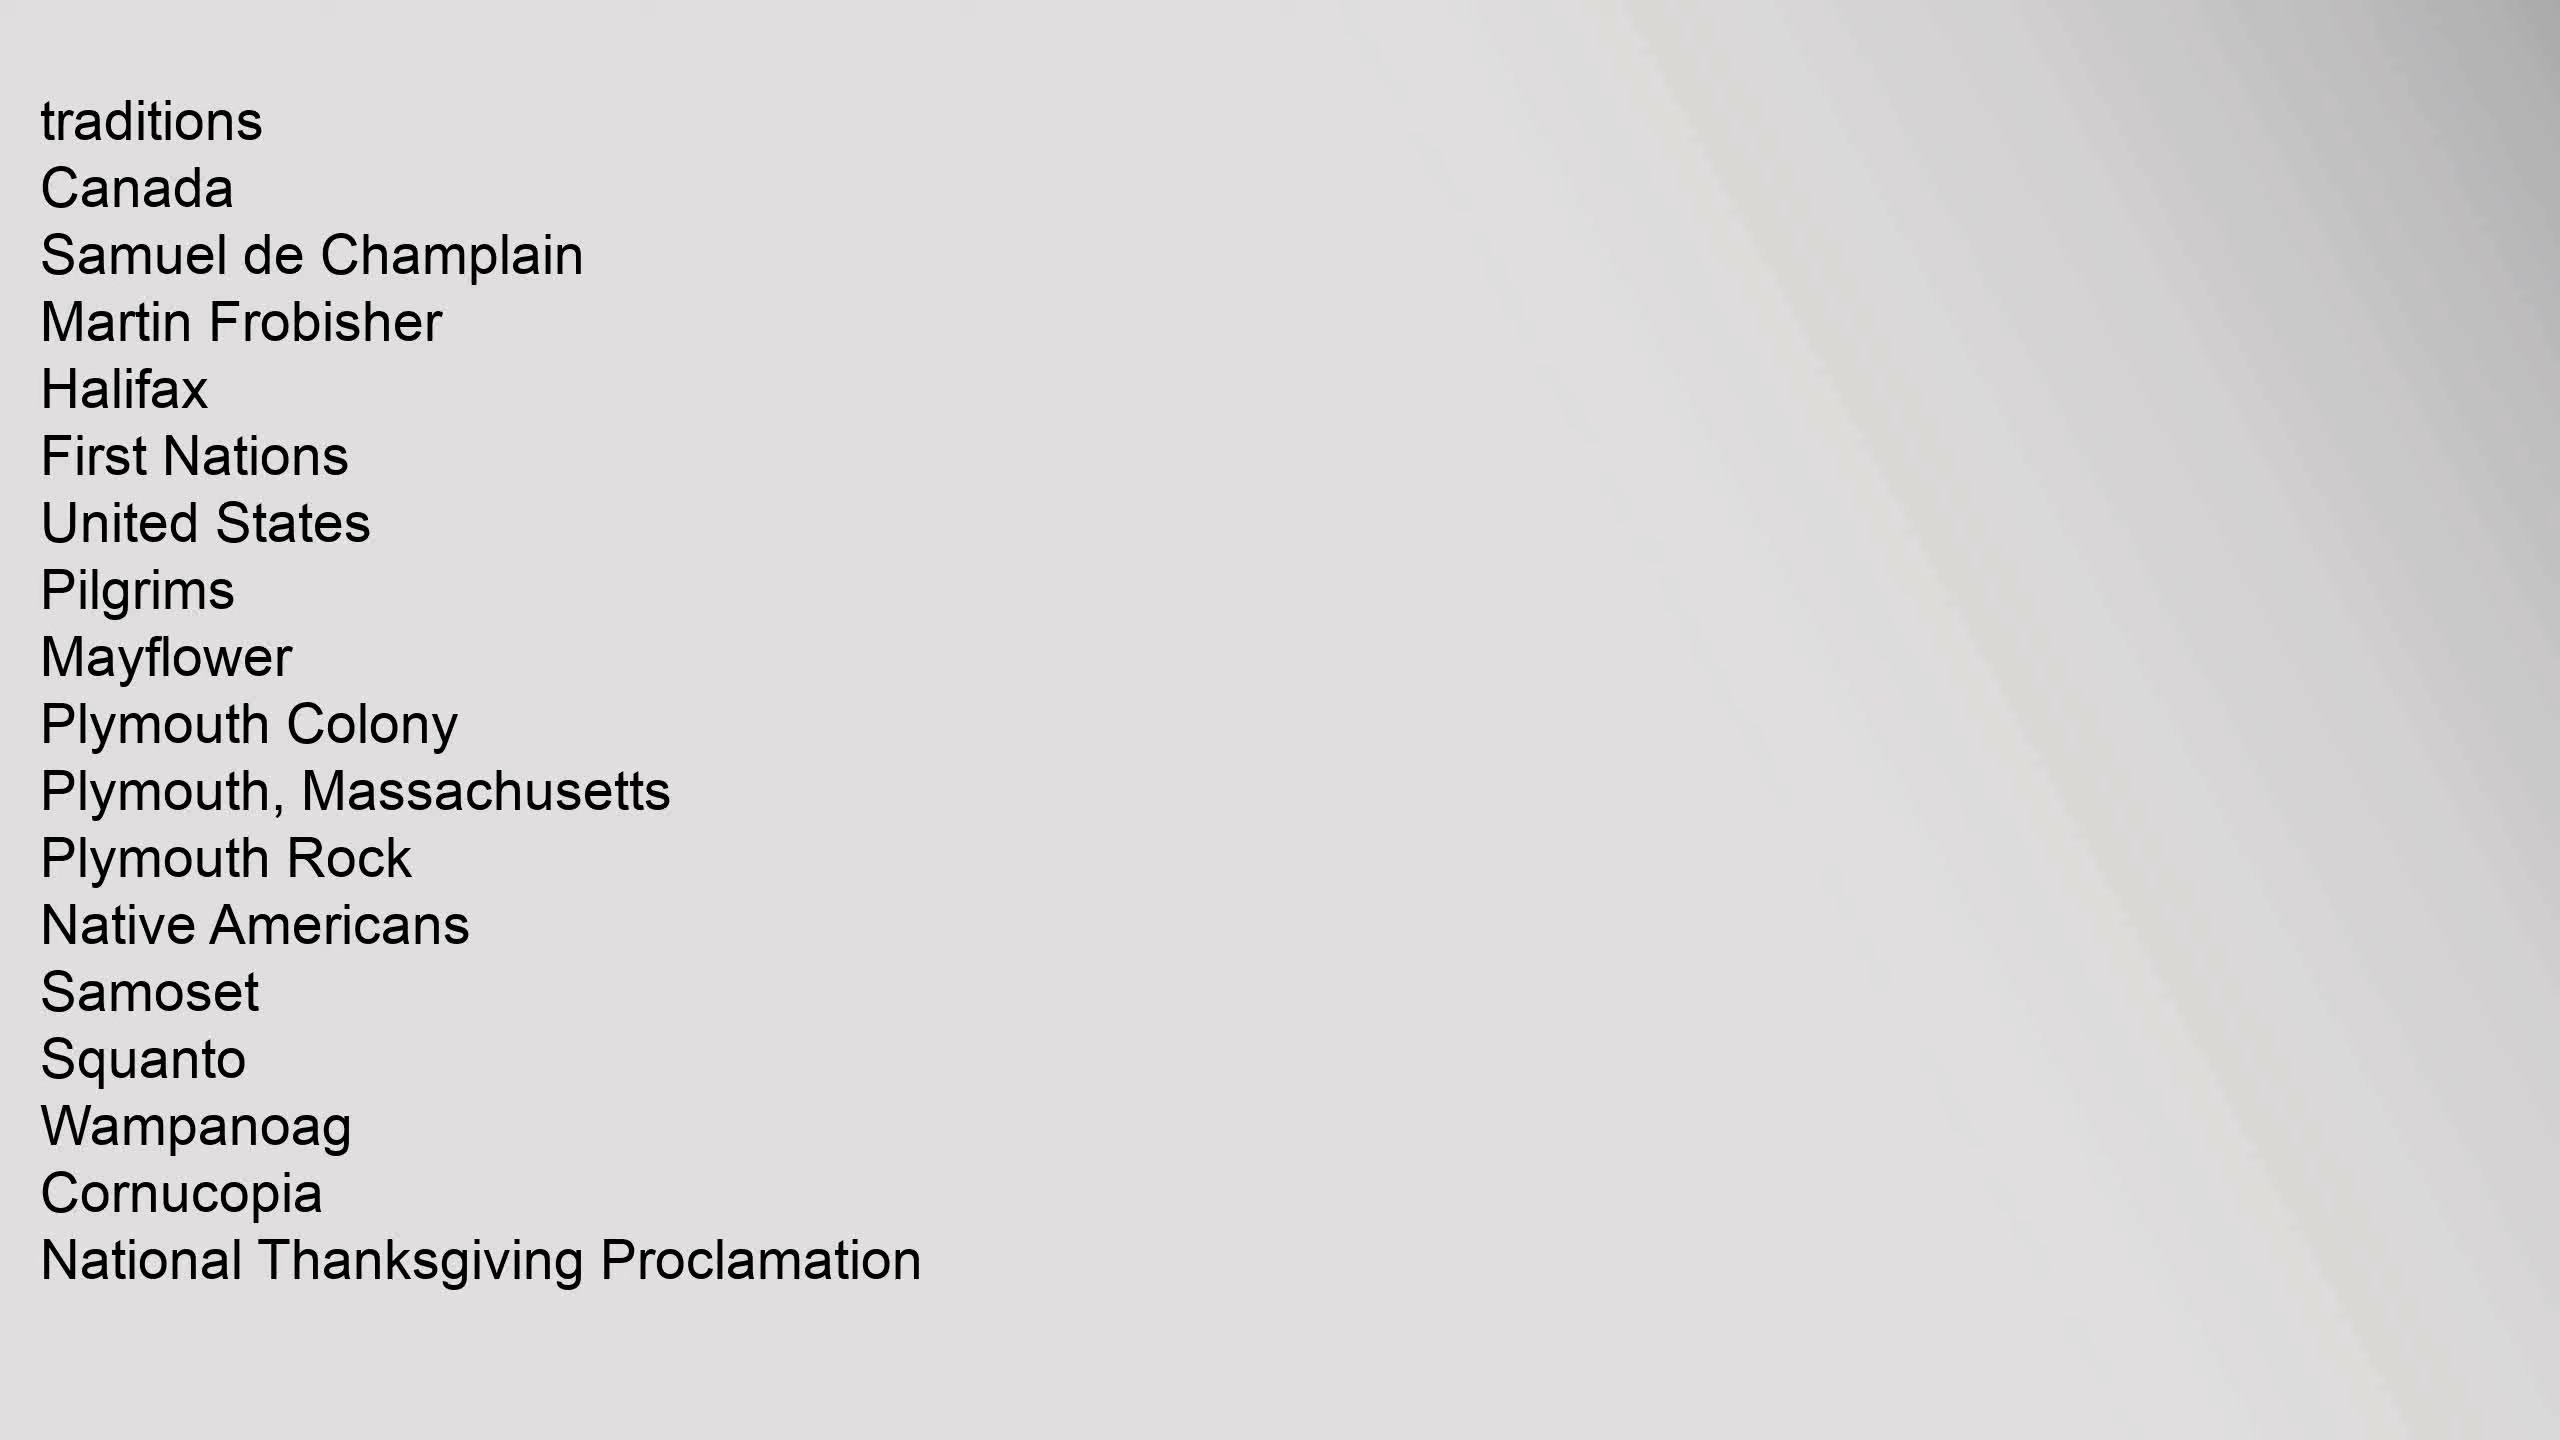 traditions
Canada
Samuel de Champlain
Martin Frobisher
Halifax
First Nations
United States
Pilgrims
Mayflower
Plymouth Colony
Plymouth, Massachusetts
Plymouth Rock
Native Americans
Samoset
Squanto
Wampanoag
Cornucopia
National Thanksgiving Proclamation